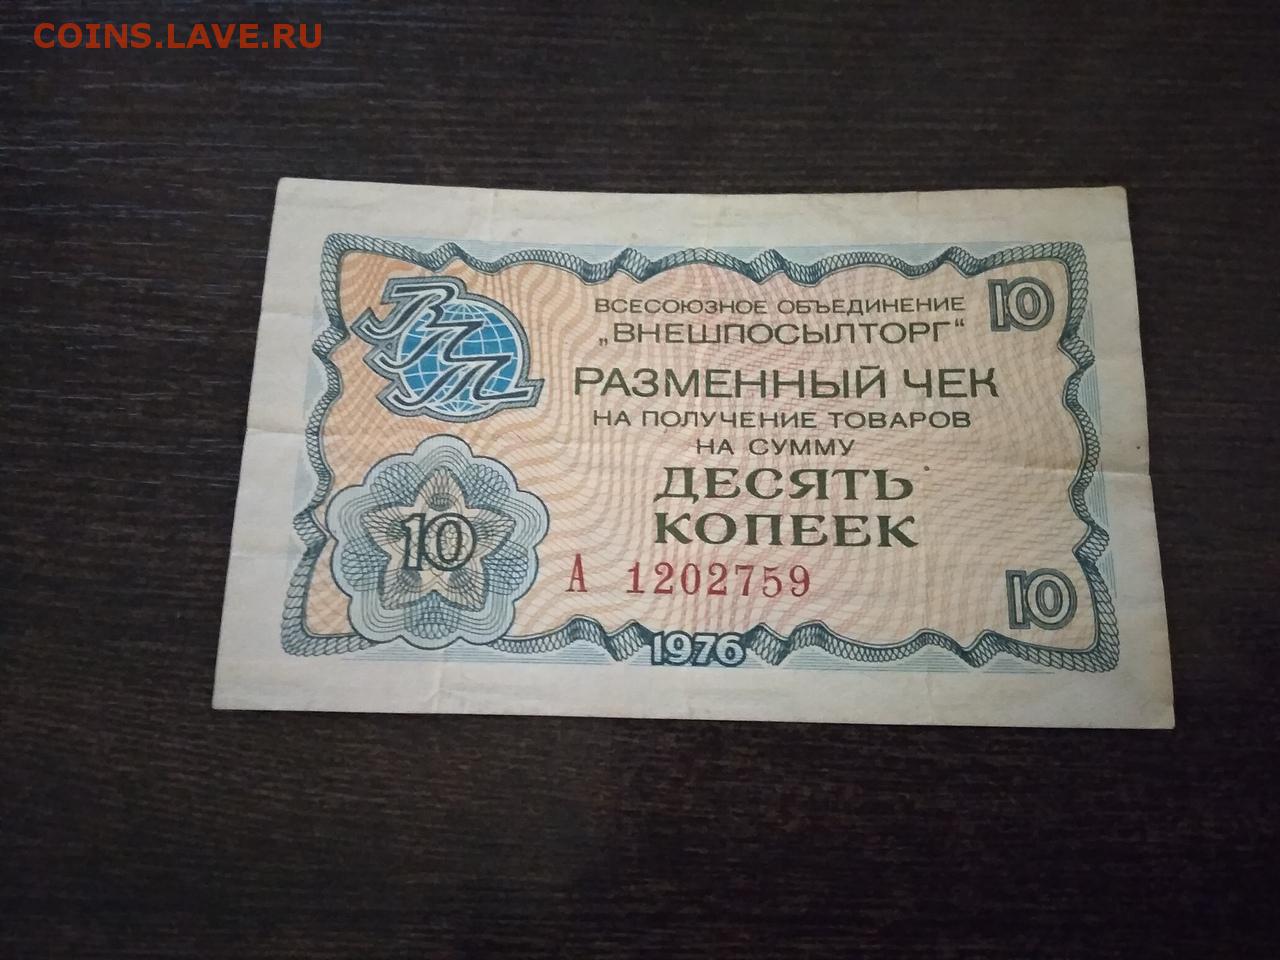 COINS.LAVE.RU
ВПТ
ВСЕСОЮЗНОЕ ОБЪЕДИНЕНИЕ
„ВНЕШПОСЫЛТОРГ“
10
РАЗМЕННЫЙ ЧЕК
НА ПОЛУЧЕНИЕ ТОВАРОВ
НА СУММУ
ДЕСЯТЬ
КОПЕЕК
10
А 1202759
10
1976